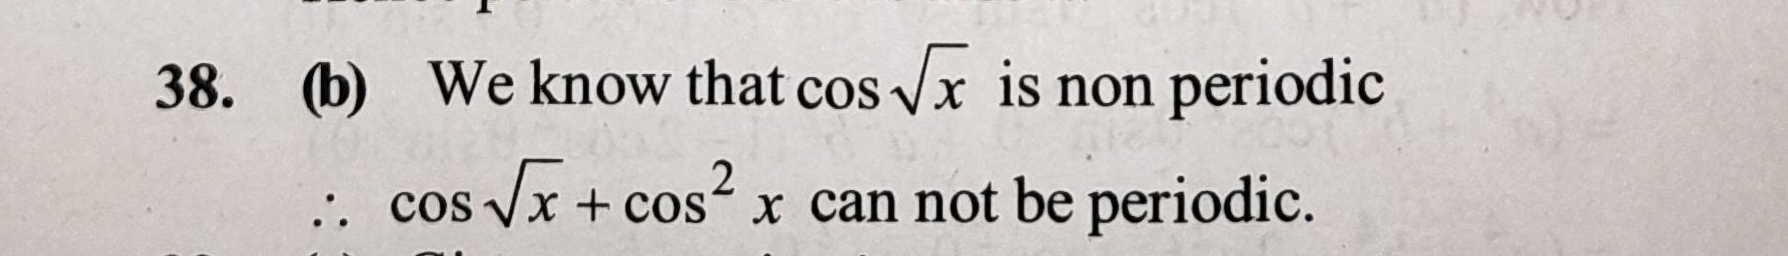 38. (b) We know that cos √x is non periodic
∴ cos √x + cos² x can not be periodic.